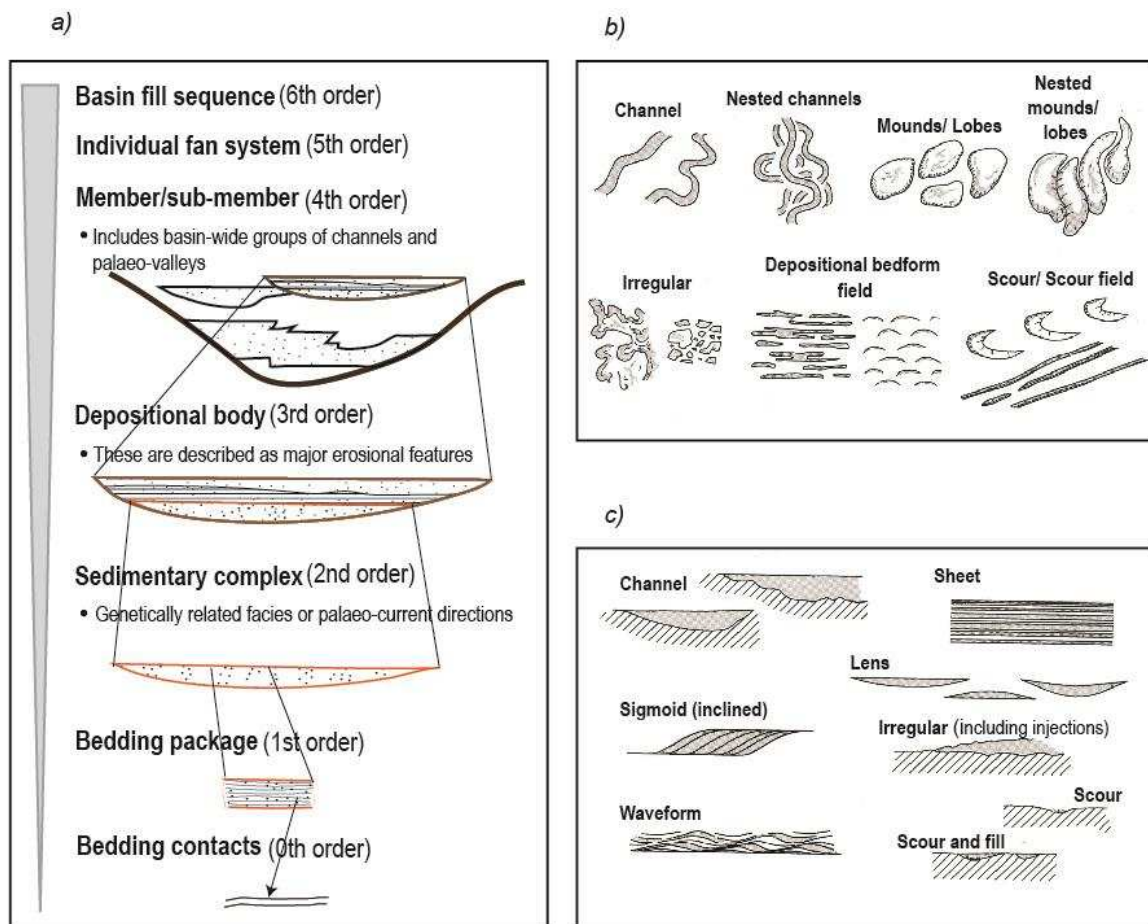 a)
Basin fill sequence (6th order)
Individual fan system (5th order)
Member/sub-member (4th order)
• Includes basin-wide groups of channels and
palaeo-valleys
Depositional body (3rd order)
• These are described as major erosional features
Sedimentary complex (2nd order)
• Genetically related facies or palaeo-current directions
Bedding package (1st order)
Bedding contacts (0th order)
b)
Channel
Nested channels
Mounds/ Lobes
Nested
mounds/
lobes
Irregular
Depositional bedform
field
Scour/ Scour field
c)
Channel
Sheet
Lens
Sigmoid (inclined)
Irregular (including injections)
Scour
Waveform
Scour and fill